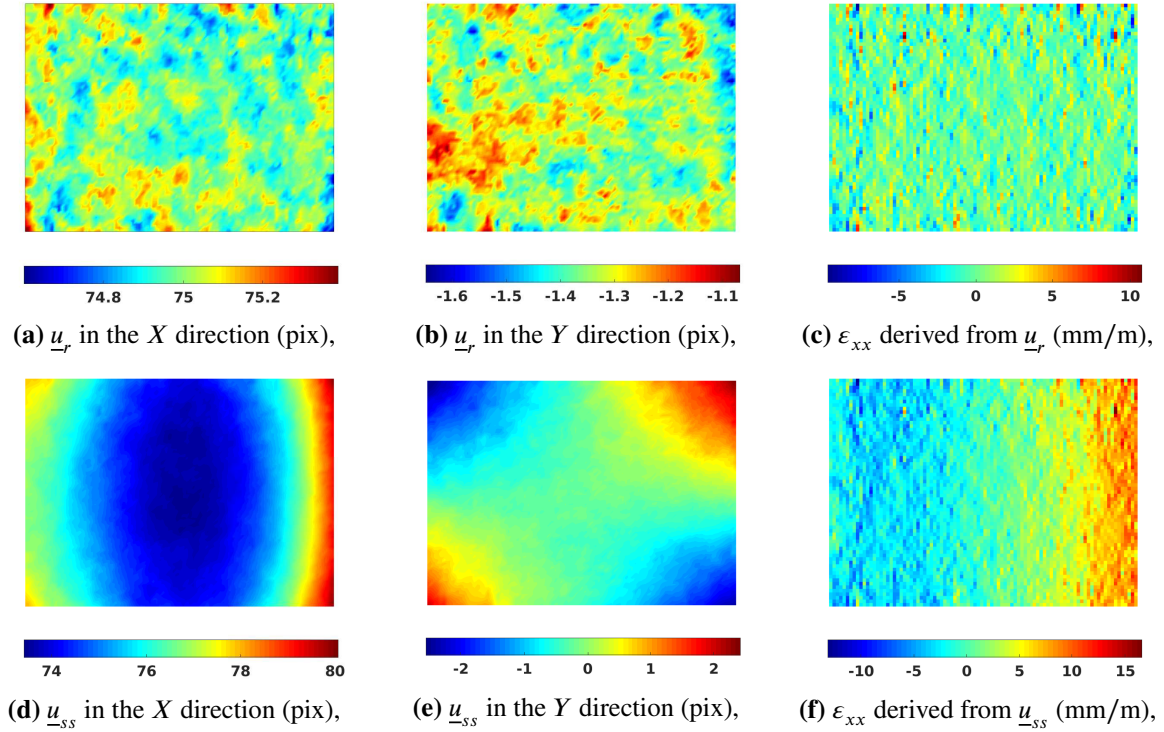 74.8 75 75.2
-1.6 -1.5 -1.4 -1.3 -1.2 -1.1
-5 0 5 10
(a) u_r in the X direction (pix),
(b) u_r in the Y direction (pix),
(c) ε_xx derived from u_r (mm/m),
74 76 78 80
-2 -1 0 1 2
-10 -5 0 5 10 15
(d) u_ss in the X direction (pix),
(e) u_ss in the Y direction (pix),
(f) ε_xx derived from u_ss (mm/m),